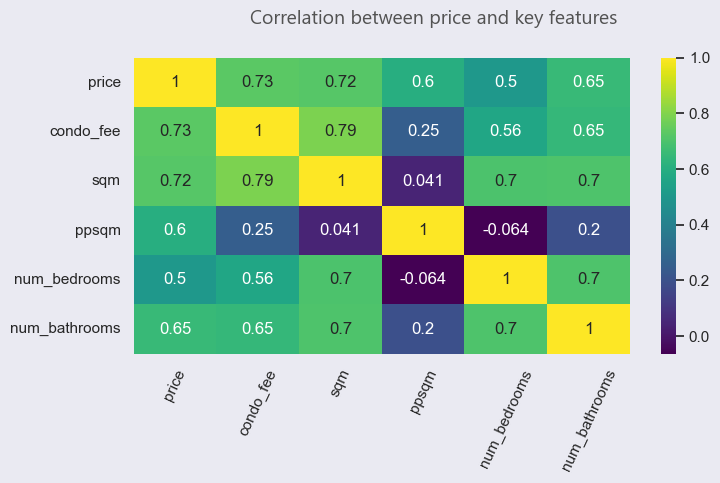 Correlation between price and key features
price 1 0.73 0.72 0.6 0.5 0.65
condo_fee 0.73 1 0.79 0.25 0.56 0.65
sqm 0.72 0.79 1 0.041 0.7 0.7
ppsqm 0.6 0.25 0.041 1 -0.064 0.2
num_bedrooms 0.5 0.56 0.7 -0.064 1 0.7
num_bathrooms 0.65 0.65 0.7 0.2 0.7 1
price condo_fee sqm ppsqm num_bedrooms num_bathrooms
1.0
0.8
0.6
0.4
0.2
0.0